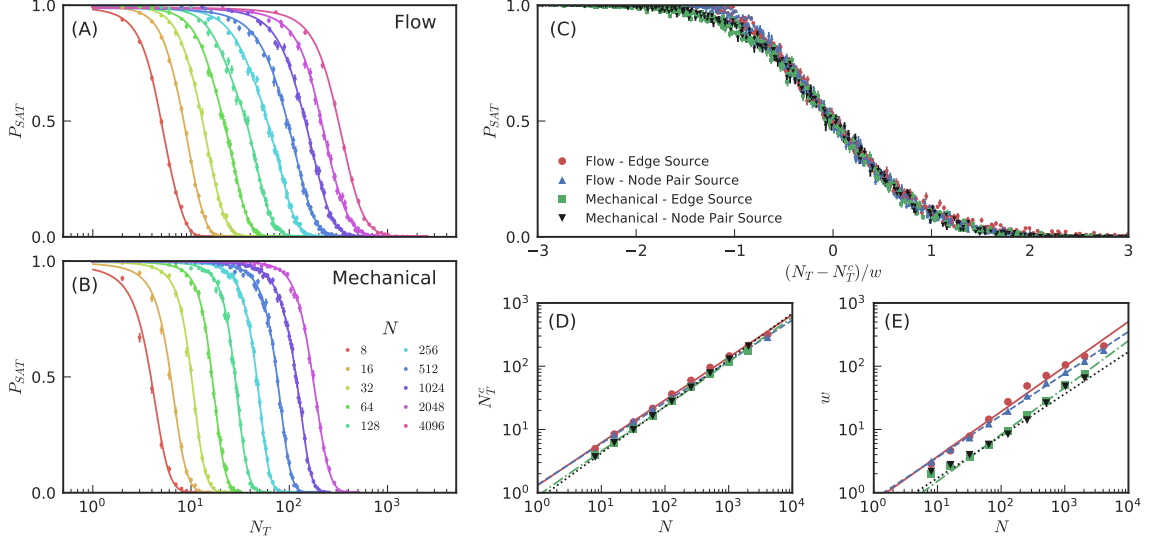 (A)
Flow
P_SAT
1.0
0.5
0.0
(B)
Mechanical
P_SAT
1.0
0.5
0.0
N
8
16
32
64
128
256
512
1024
2048
4096
10^0
10^1
10^2
10^3
N_T
(C)
P_SAT
1.0
0.5
0.0
Flow - Edge Source
Flow - Node Pair Source
Mechanical - Edge Source
Mechanical - Node Pair Source
−3
−2
−1
0
1
2
3
(N_T − N_T^c)/w
(D)
N_T^c
10^3
10^2
10^1
10^0
10^0
10^1
10^2
10^3
10^4
N
(E)
w
10^3
10^2
10^1
10^0
10^0
10^1
10^2
10^3
10^4
N